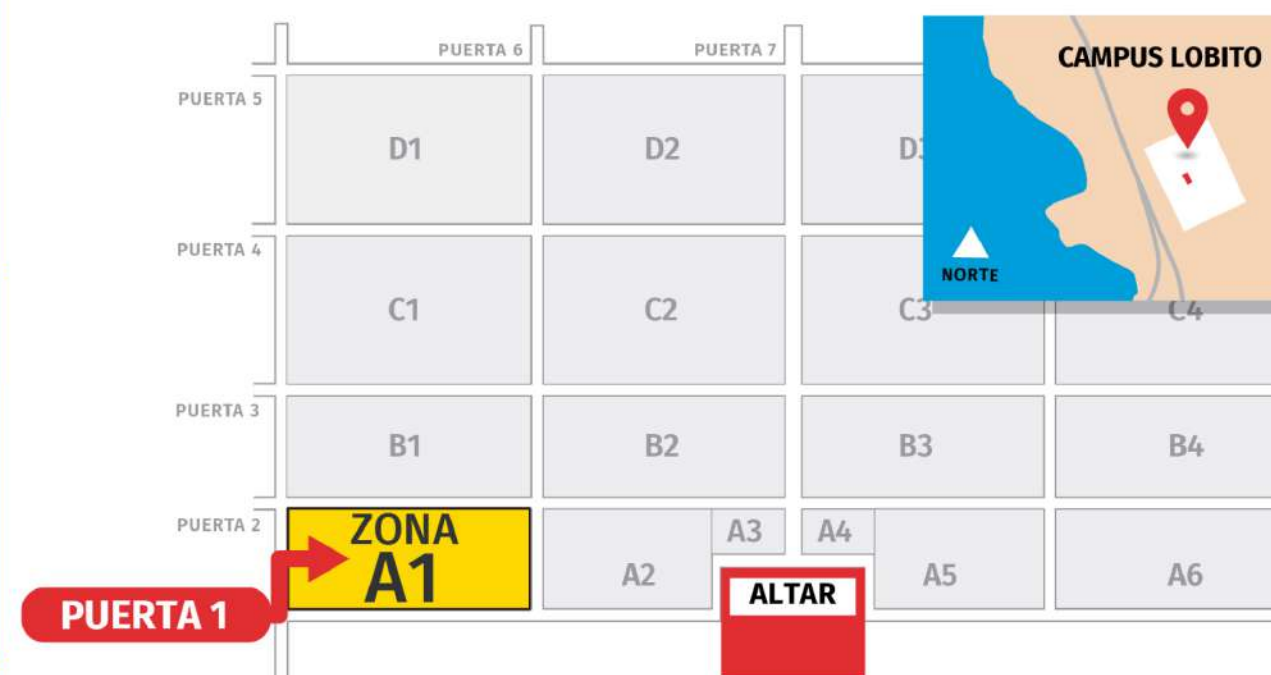 PUERTA 6
PUERTA 7
CAMPUS LOBITO
PUERTA 5
D1
D2
NORTE
PUERTA 4
C1
C2
C3
C4
PUERTA 3
B1
B2
B3
B4
PUERTA 2
ZONA
A1
A2
A3
A4
A5
A6
ALTAR
PUERTA 1